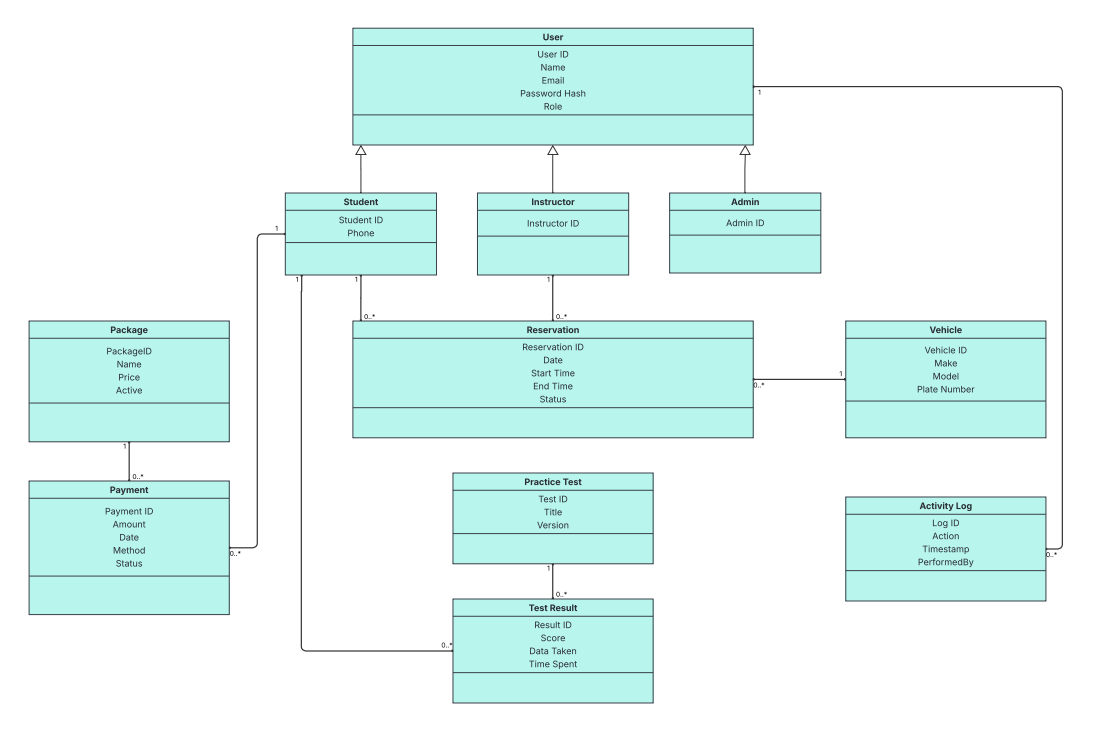 User
User ID
Name
Email
Password Hash
Role
1
Student
Student ID
Phone
Instructor
Instructor ID
Admin
Admin ID
1
1
1
1
0..*
0..*
Package
PackageID
Name
Price
Active
Reservation
Reservation ID
Date
Start Time
End Time
Status
1
0..*
Vehicle
Vehicle ID
Make
Model
Plate Number
1
0..*
Payment
Payment ID
Amount
Date
Method
Status
0..*
Practice Test
Test ID
Title
Version
Activity Log
Log ID
Action
Timestamp
PerformedBy
0..*
1
0..*
Test Result
Result ID
Score
Data Taken
Time Spent
0..*